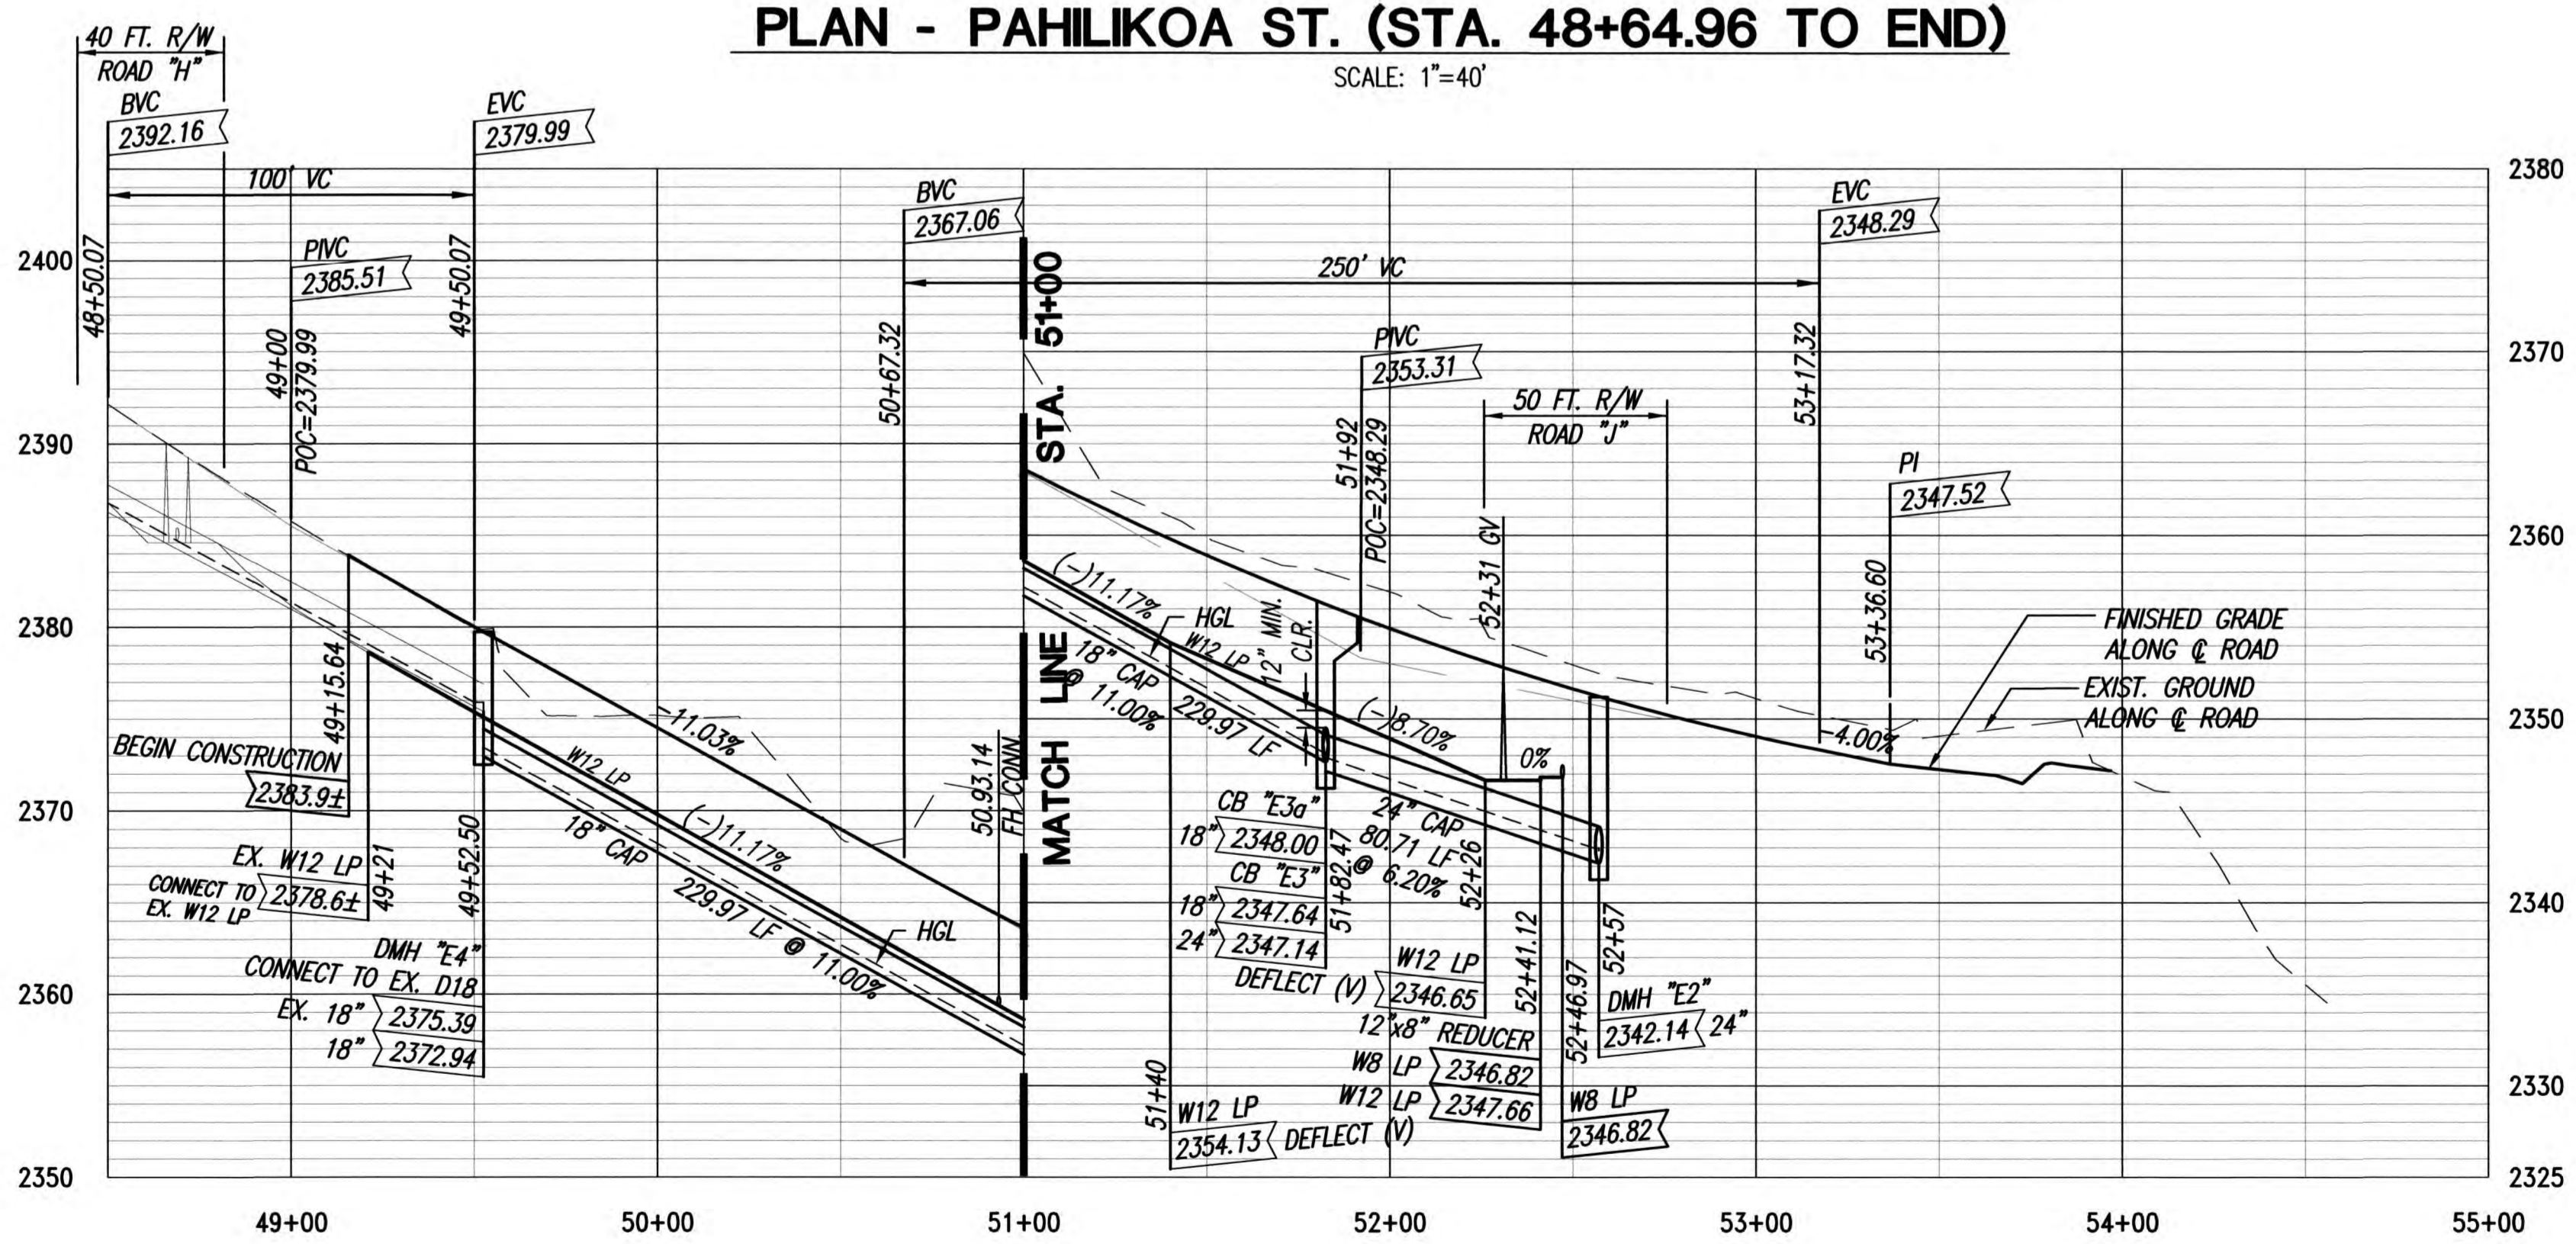 PLAN - PAHILIKOA ST. (STA. 48+64.96 TO END)
SCALE: 1"=40'
40 FT. R/W
ROAD "H"
BVC
2392.16
EVC
2379.99
100' VC
48+50.07
PIVC
2385.51
49+00
POC=2379.99
49+50.07
BVC
2367.06
50+67.32
MATCH LINE STA. 51+00
250' VC
EVC
2348.29
53+17.32
PIVC
2353.31
51+92
POC=2348.29
50 FT. R/W
ROAD "J"
52+31 GV
PI
2347.52
53+36.60
FINISHED GRADE
ALONG ℄ ROAD
EXIST. GROUND
ALONG ℄ ROAD
-4.00%
-11.03%
(-)11.17%
HGL
W12 LP
18" CAP
@ 11.00%
229.97 LF
12" MIN.
CLR.
(-)8.70%
0%
24" CAP
80.71 LF
@ 6.20%
49+15.64
BEGIN CONSTRUCTION
2383.9±
EX. W12 LP
CONNECT TO
EX. W12 LP
2378.6±
49+21
49+52.50
DMH "E4"
CONNECT TO EX. D18
EX. 18" 2375.39
18" 2372.94
W12 LP
(-)11.17%
18" CAP
229.97 LF @ 11.00%
HGL
50.93.14
FH CONN.
51+40
W12 LP
2354.13 DEFLECT (V)
CB "E3a"
18" 2348.00
CB "E3"
18" 2347.64
24" 2347.14
51+82.47
52+26
W12 LP
DEFLECT (V) 2346.65
52+41.12
12"x8" REDUCER
W8 LP 2346.82
W12 LP 2347.66
52+46.97
W8 LP
2346.82
52+57
DMH "E2"
2342.14 24"
2400
2390
2380
2370
2360
2350
2380
2370
2360
2350
2340
2330
2325
49+00 50+00 51+00 52+00 53+00 54+00 55+00